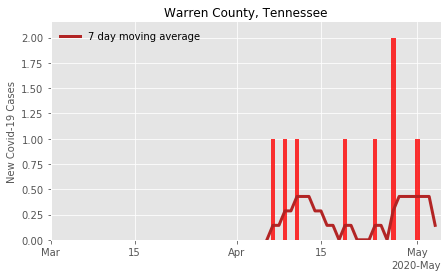 Warren County, Tennessee
7 day moving average
New Covid-19 Cases
2.00
1.75
1.50
1.25
1.00
0.75
0.50
0.25
0.00
Mar
15
Apr
15
May
2020-May